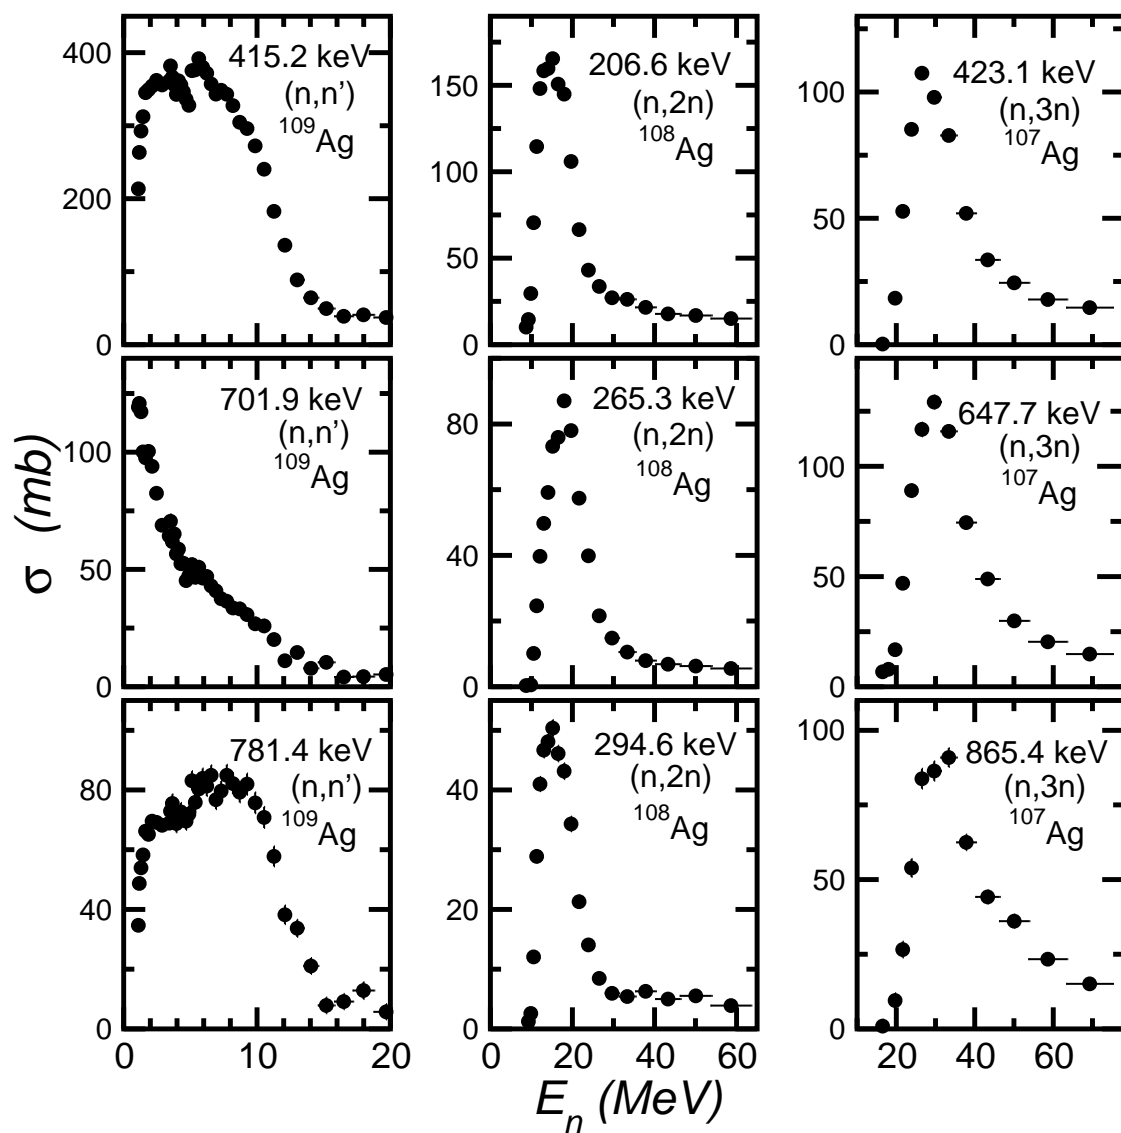 415.2 keV
(n,n’)
109Ag
400
200
0
206.6 keV
(n,2n)
108Ag
150
100
50
0
423.1 keV
(n,3n)
107Ag
100
50
0
701.9 keV
(n,n’)
109Ag
100
50
0
265.3 keV
(n,2n)
108Ag
80
40
0
647.7 keV
(n,3n)
107Ag
100
50
0
781.4 keV
(n,n’)
109Ag
80
40
0
0 10 20
294.6 keV
(n,2n)
108Ag
40
20
0
0 20 40 60
865.4 keV
(n,3n)
107Ag
100
50
0
20 40 60
σ (mb)
En (MeV)